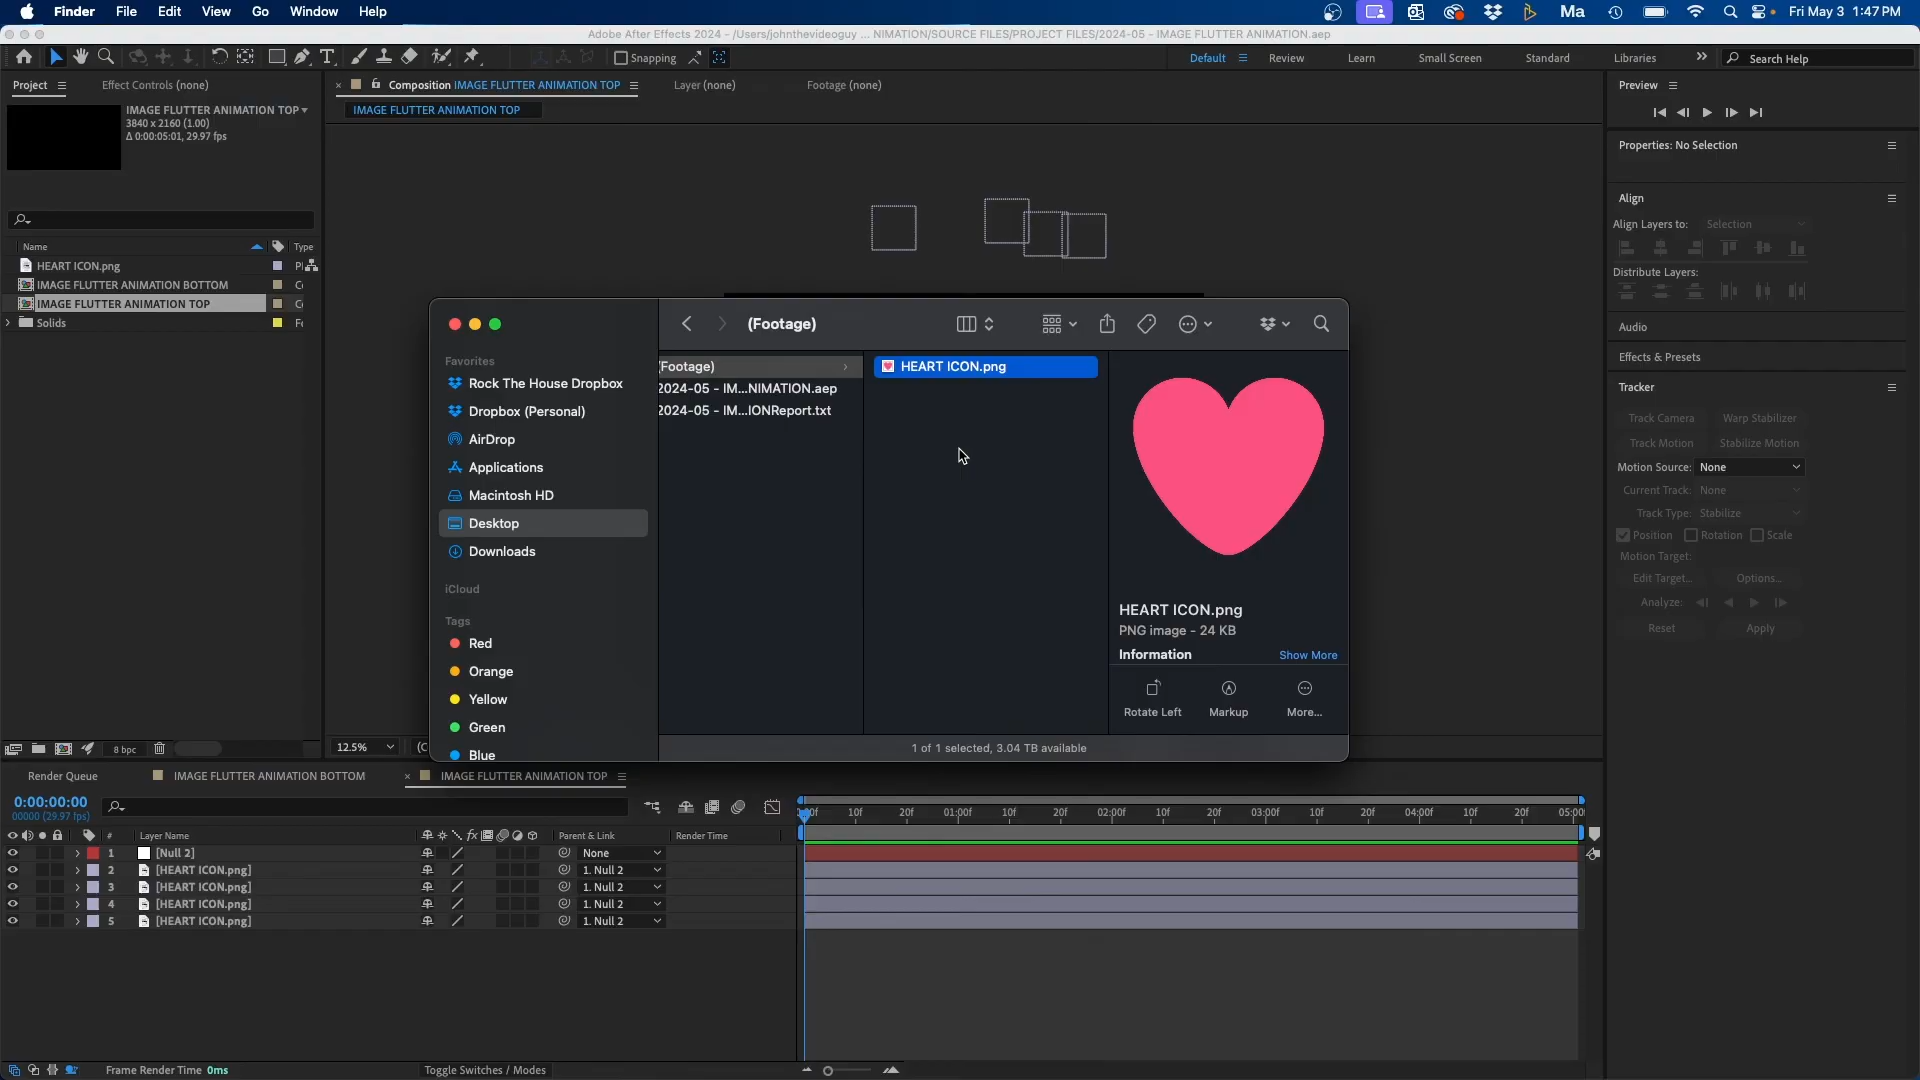 Finder File Edit View Go Window Help
Ma Fri May 3 1:47 PM
Adobe After Effects 2024 - /Users/johnthevideoguy ... NIMATION/SOURCE FILES/PROJECT FILES/2024-05 - IMAGE FLUTTER ANIMATION.aep
Snapping
Default Review Learn Small Screen Standard Libraries Search Help
Project Effect Controls (none)
Composition IMAGE FLUTTER ANIMATION TOP Layer (none) Footage (none)
IMAGE FLUTTER ANIMATION TOP
IMAGE FLUTTER ANIMATION TOP
3840 x 2160 (1.00)
Δ 0:00:05:01, 29.97 fps
Name Type
HEART ICON.png
IMAGE FLUTTER ANIMATION BOTTOM
IMAGE FLUTTER ANIMATION TOP
Solids
8 bpc
12.5%
(Footage)
Favorites
Rock The House Dropbox
Dropbox (Personal)
AirDrop
Applications
Macintosh HD
Desktop
Downloads
iCloud
Tags
Red
Orange
Yellow
Green
Blue
(Footage)
2024-05 - IM...NIMATION.aep
2024-05 - IM...IONReport.txt
HEART ICON.png
HEART ICON.png
PNG image - 24 KB
Information Show More
Rotate Left Markup More...
1 of 1 selected, 3.04 TB available
Preview
Properties: No Selection
Align
Align Layers to: Selection
Distribute Layers:
Audio
Effects & Presets
Tracker
Track Camera Warp Stabilizer
Track Motion Stabilize Motion
Motion Source: None
Current Track: None
Track Type: Stabilize
Position Rotation Scale
Motion Target:
Edit Target... Options...
Analyze:
Reset Apply
Render Queue IMAGE FLUTTER ANIMATION BOTTOM IMAGE FLUTTER ANIMATION TOP
0:00:00:00
00000 (29.97 fps)
10f 20f 01:00f 10f 20f 02:00f 10f 20f 03:00f 10f 20f 04:00f 10f 20f 05:00
# Layer Name Parent & Link Render Time
1 [Null 2] None
2 [HEART ICON.png] 1. Null 2
3 [HEART ICON.png] 1. Null 2
4 [HEART ICON.png] 1. Null 2
5 [HEART ICON.png] 1. Null 2
Frame Render Time 0ms
Toggle Switches / Modes